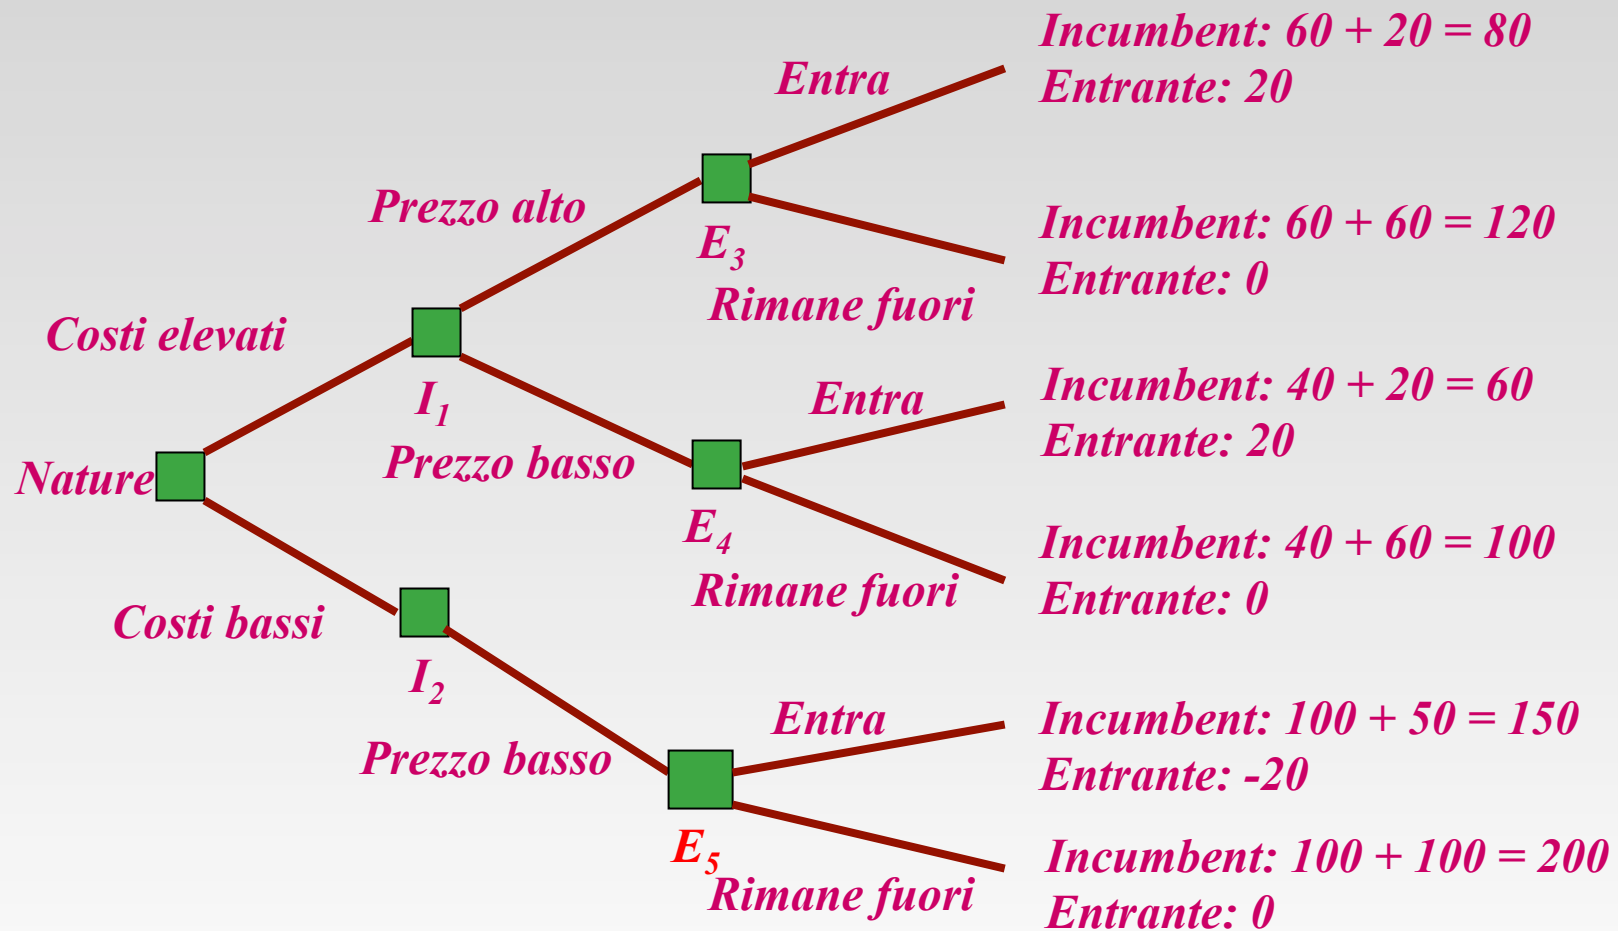 Incumbent: 60 + 20 = 80
Entra
Entrante: 20
Prezzo alto
Incumbent: 60 + 60 = 120
E3
Entrante: 0
Rimane fuori
Costi elevati
Incumbent: 40 + 20 = 60
Entra
I1
Entrante: 20
Prezzo basso
Nature
E4
Incumbent: 40 + 60 = 100
Rimane fuori
Entrante: 0
Costi bassi
I2
Entra
Incumbent: 100 + 50 = 150
Prezzo basso
Entrante: -20
E5
Incumbent: 100 + 100 = 200
Rimane fuori
Entrante: 0